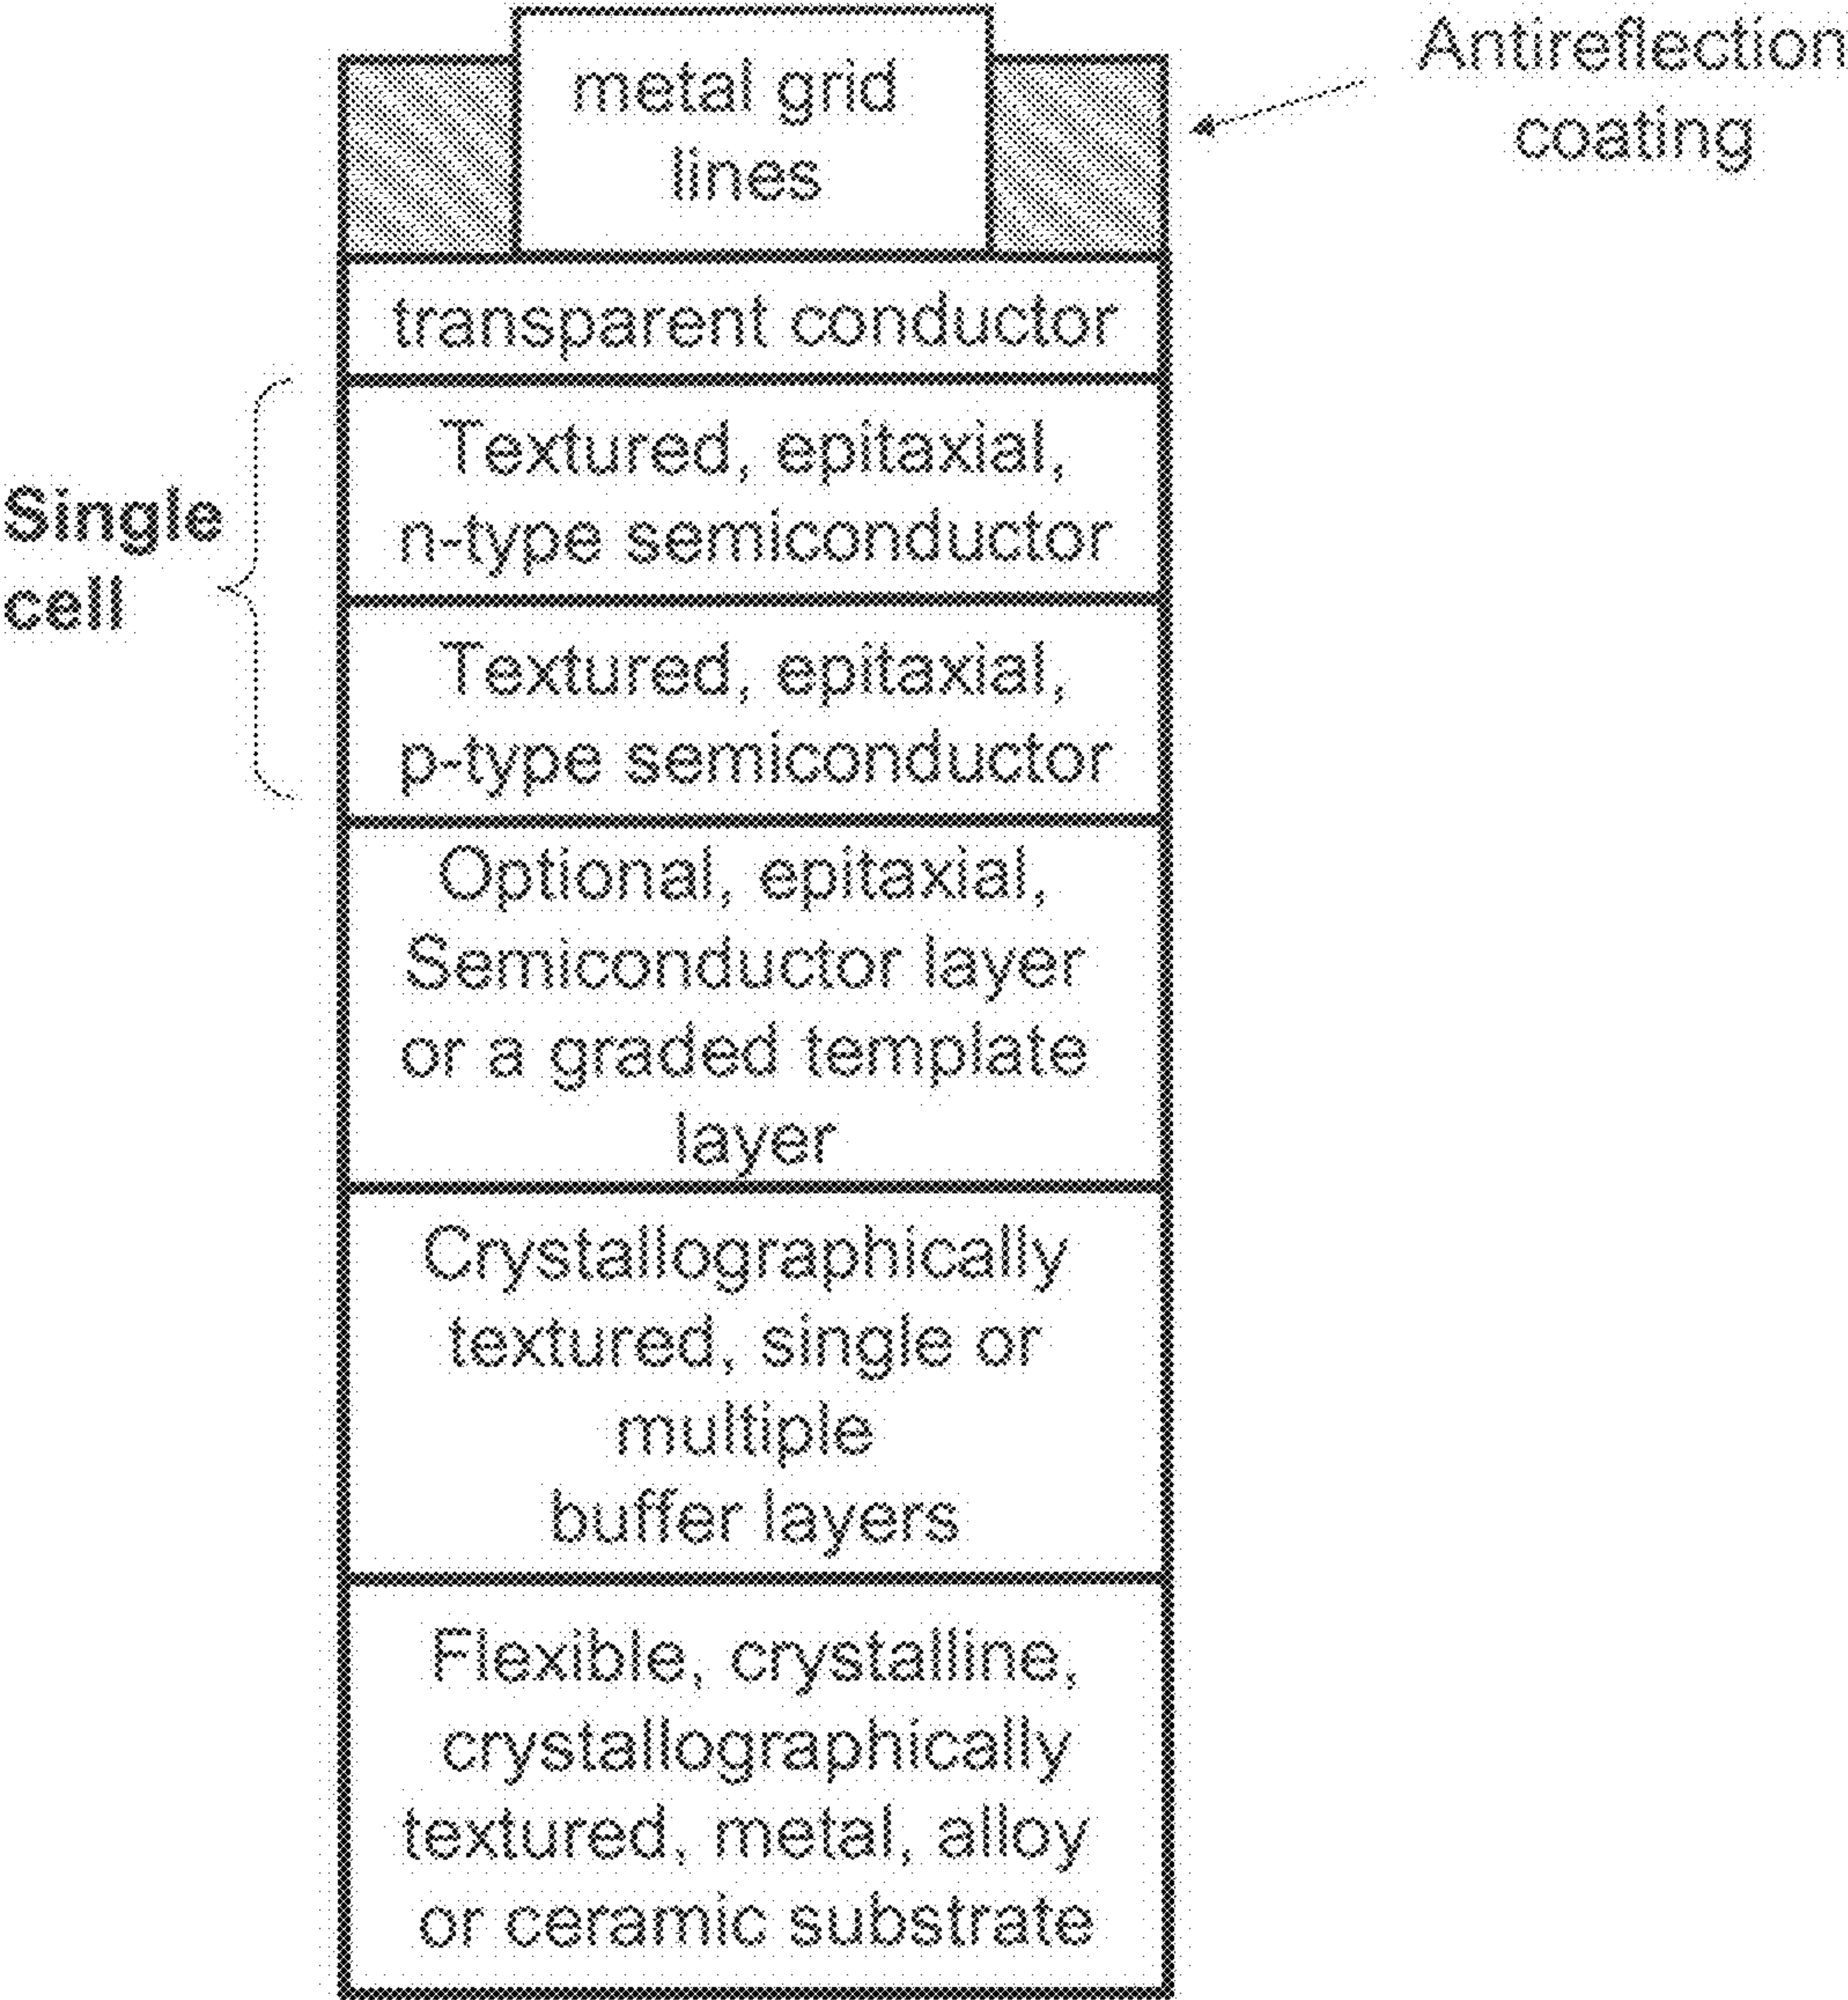 metal grid
lines
Antireflection
coating
transparent conductor
Single
cell
Textured, epitaxial,
n-type semiconductor
Textured, epitaxial,
p-type semiconductor
Optional, epitaxial,
Semiconductor layer
or a graded template
layer
Crystallographically
textured, single or
multiple
buffer layers
Flexible, crystalline,
crystallographically
textured, metal, alloy
or ceramic substrate